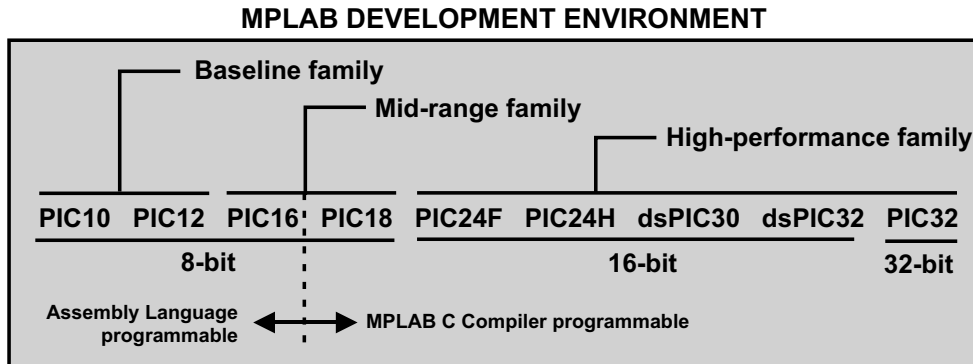 MPLAB DEVELOPMENT ENVIRONMENT
Baseline family
Mid-range family
High-performance family
PIC10 PIC12 PIC16 PIC18 PIC24F PIC24H dsPIC30 dsPIC32 PIC32
8-bit 16-bit 32-bit
Assembly Language
programmable
MPLAB C Compiler programmable